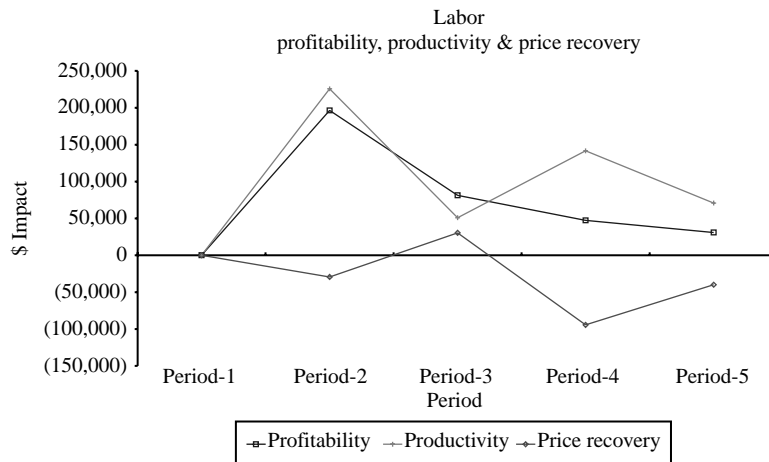 Labor
profitability, productivity & price recovery
$ Impact
250,000
200,000
150,000
100,000
50,000
0
(50,000)
(100,000)
(150,000)
Period-1 Period-2 Period-3 Period-4 Period-5
Period
Profitability Productivity Price recovery